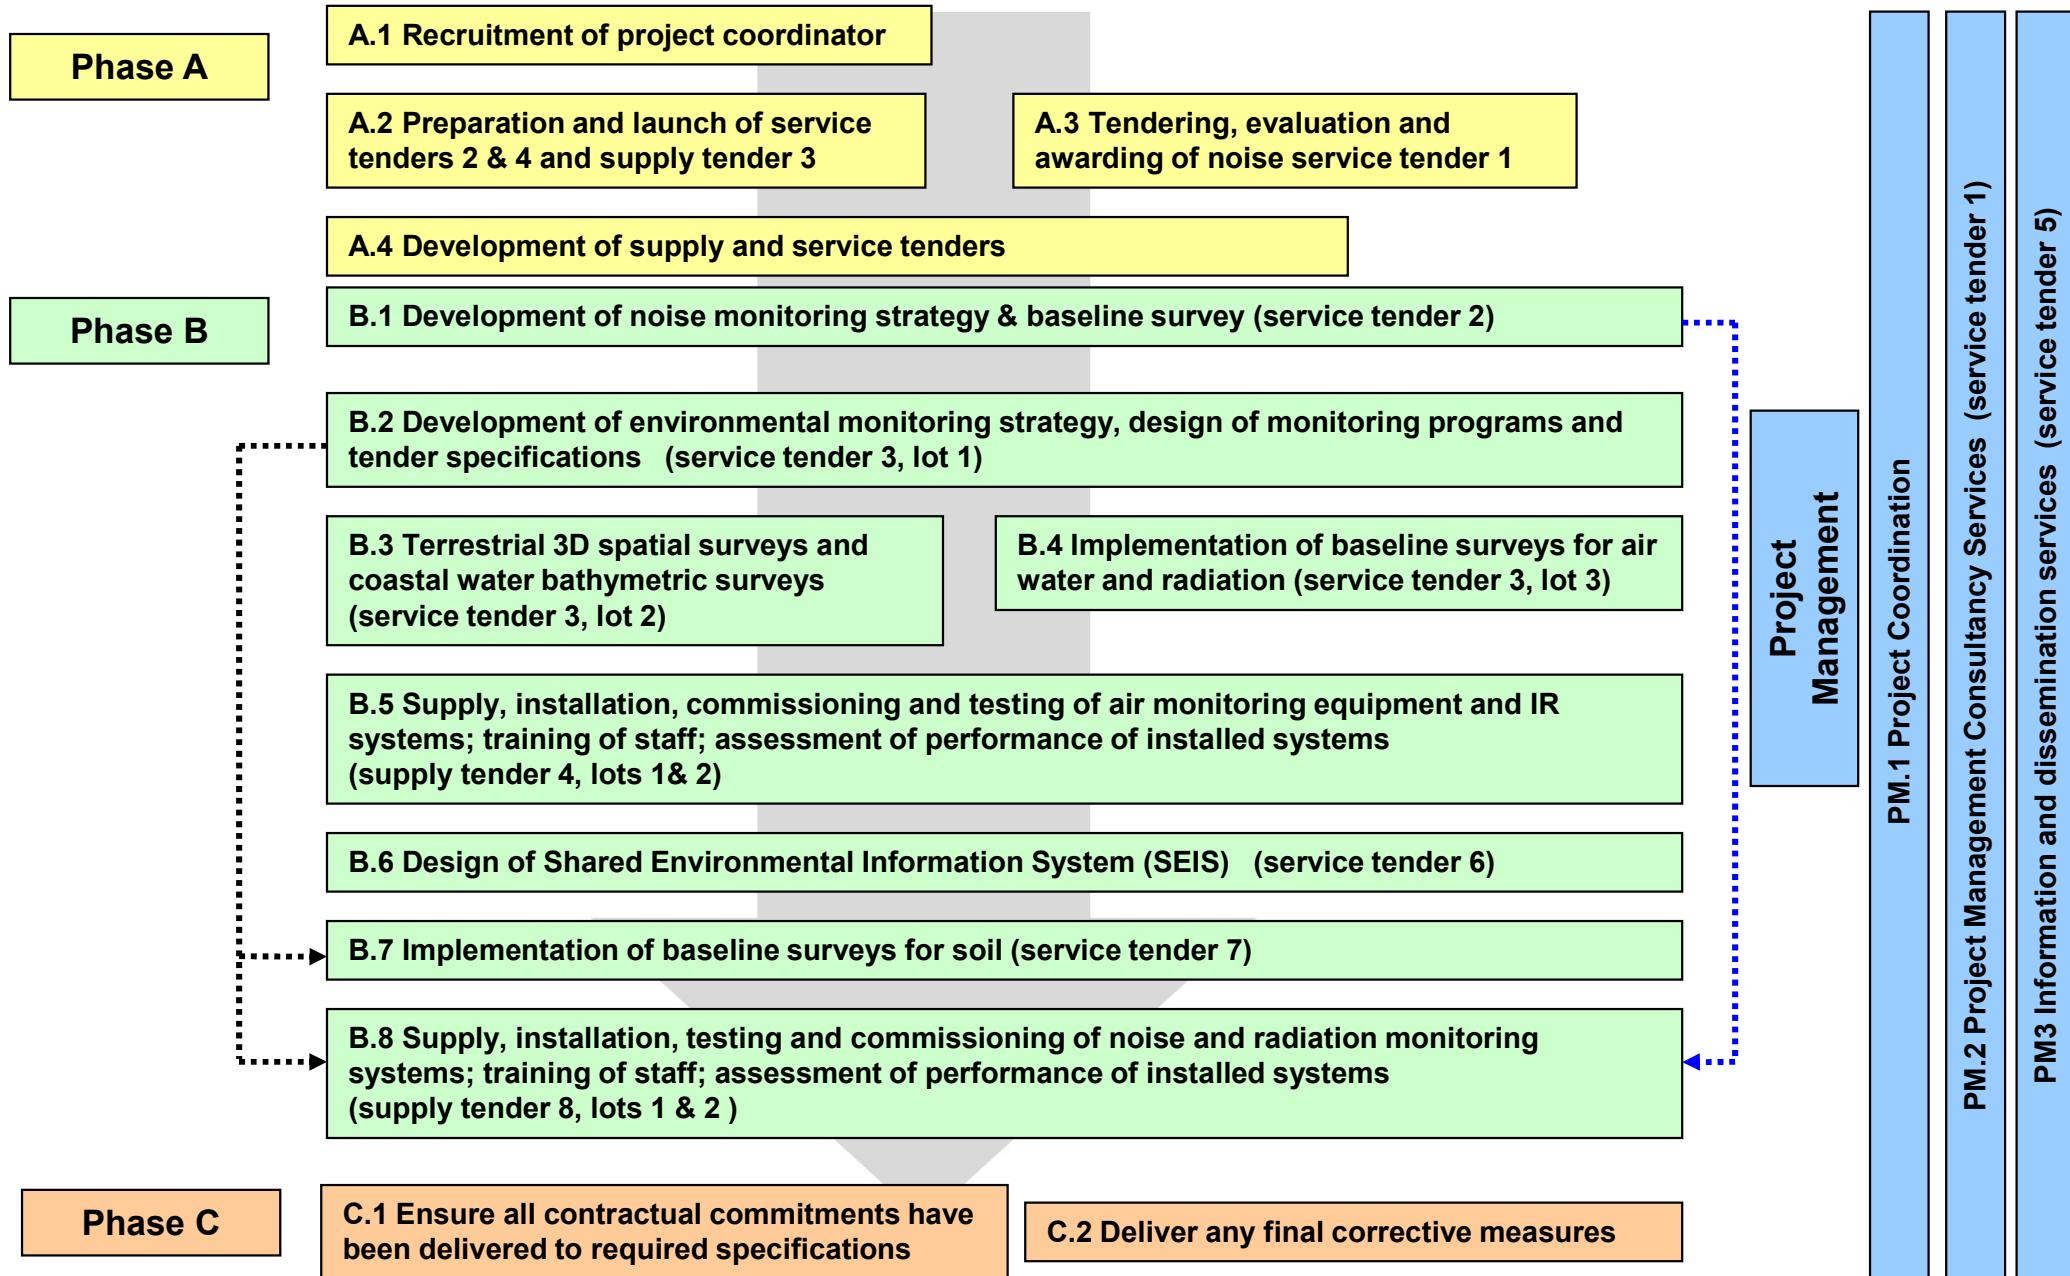 Phase A
A.1 Recruitment of project coordinator
A.2 Preparation and launch of service
tenders 2 & 4 and supply tender 3
A.3 Tendering, evaluation and
awarding of noise service tender 1
A.4 Development of supply and service tenders
Phase B
B.1 Development of noise monitoring strategy & baseline survey (service tender 2)
B.2 Development of environmental monitoring strategy, design of monitoring programs and
tender specifications (service tender 3, lot 1)
B.3 Terrestrial 3D spatial surveys and
coastal water bathymetric surveys
(service tender 3, lot 2)
B.4 Implementation of baseline surveys for air
water and radiation (service tender 3, lot 3)
B.5 Supply, installation, commissioning and testing of air monitoring equipment and IR
systems; training of staff; assessment of performance of installed systems
(supply tender 4, lots 1& 2)
B.6 Design of Shared Environmental Information System (SEIS) (service tender 6)
B.7 Implementation of baseline surveys for soil (service tender 7)
B.8 Supply, installation, testing and commissioning of noise and radiation monitoring
systems; training of staff; assessment of performance of installed systems
(supply tender 8, lots 1 & 2 )
Phase C
C.1 Ensure all contractual commitments have
been delivered to required specifications
C.2 Deliver any final corrective measures
Project
Management
PM.1 Project Coordination
PM.2 Project Management Consultancy Services (service tender 1)
PM3 Information and dissemination services (service tender 5)